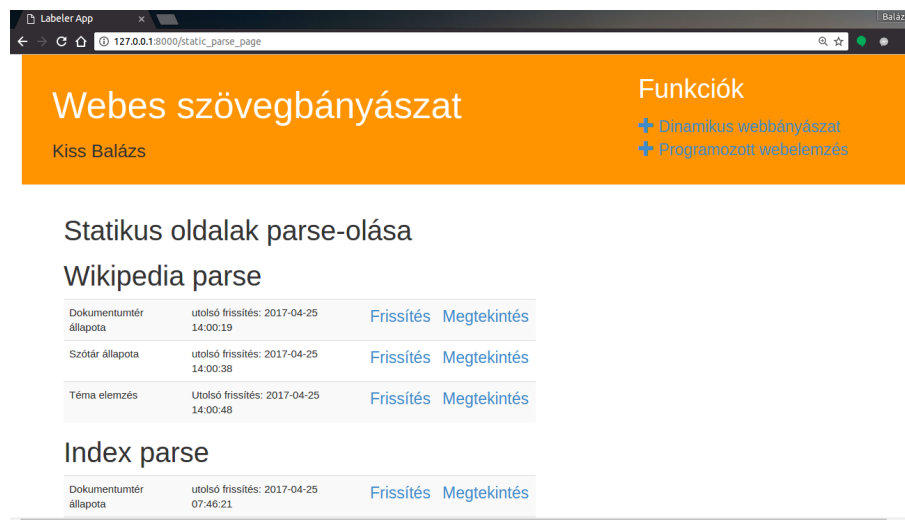 Labeler App
Baláz
127.0.0.1:8000/static_parse_page
Webes szövegbányászat
Kiss Balázs
Funkciók
Dinamikus webbányászat
Programozott webelemzés
Statikus oldalak parse-olása
Wikipedia parse
Dokumentumtér állapota utolsó frissítés: 2017-04-25 14:00:19 Frissítés Megtekintés
Szótár állapota utolsó frissítés: 2017-04-25 14:00:38 Frissítés Megtekintés
Téma elemzés Utolsó frissítés: 2017-04-25 14:00:48 Frissítés Megtekintés
Index parse
Dokumentumtér állapota utolsó frissítés: 2017-04-25 07:46:21 Frissítés Megtekintés